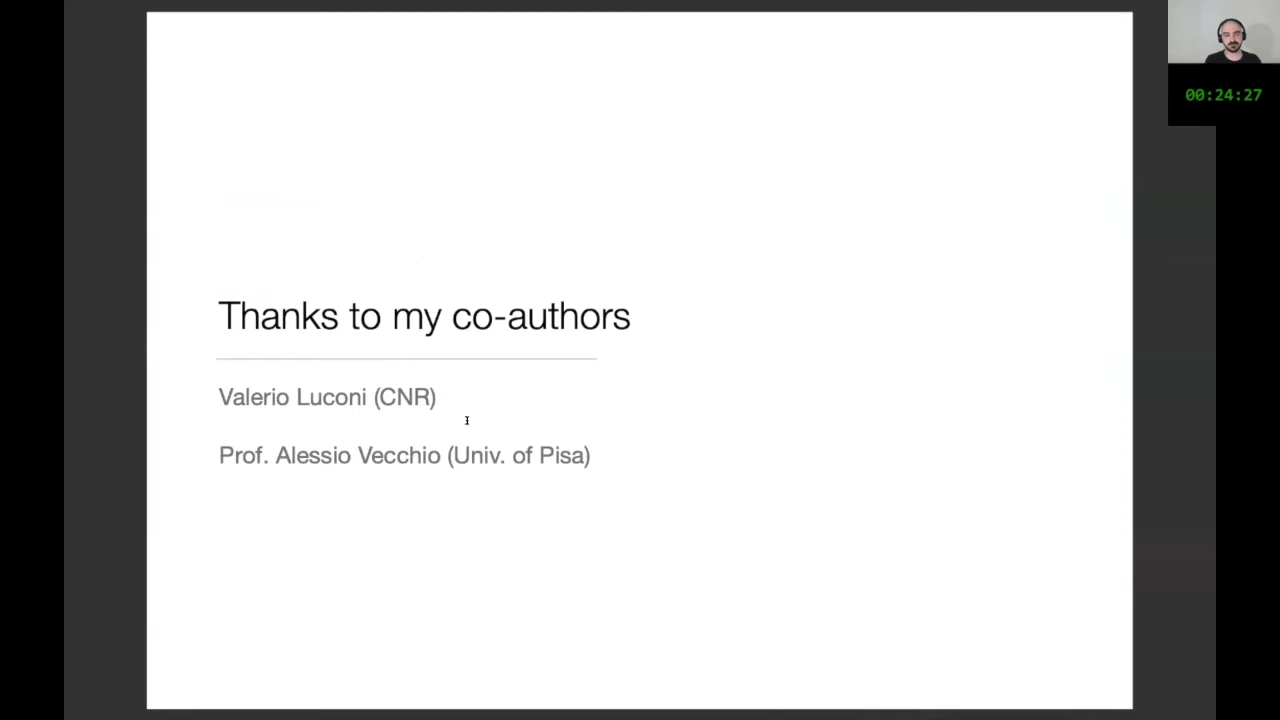 00:24:27
Thanks to my co-authors
Valerio Luconi (CNR)
Prof. Alessio Vecchio (Univ. of Pisa)